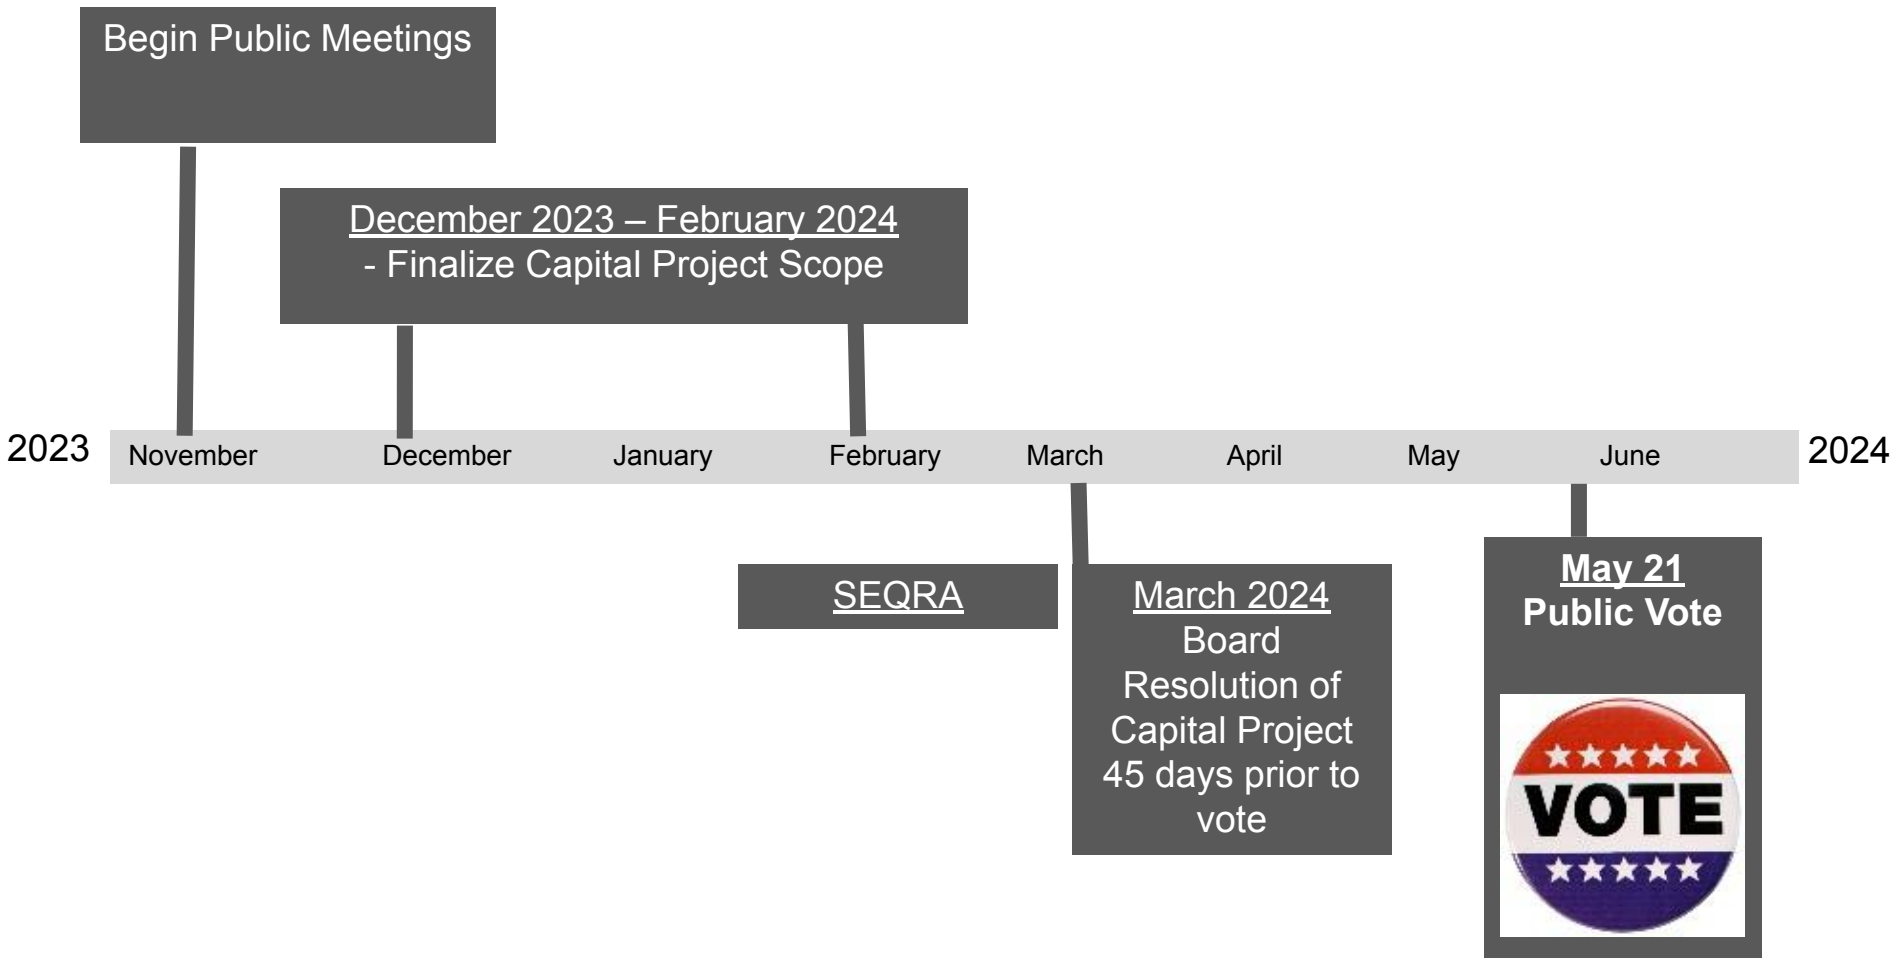 Begin Public Meetings
December 2023 – February 2024
- Finalize Capital Project Scope
2023
November
December
January
February
March
April
May
June
2024
SEQRA
March 2024
Board
Resolution of
Capital Project
45 days prior to
vote
May 21
Public Vote
VOTE